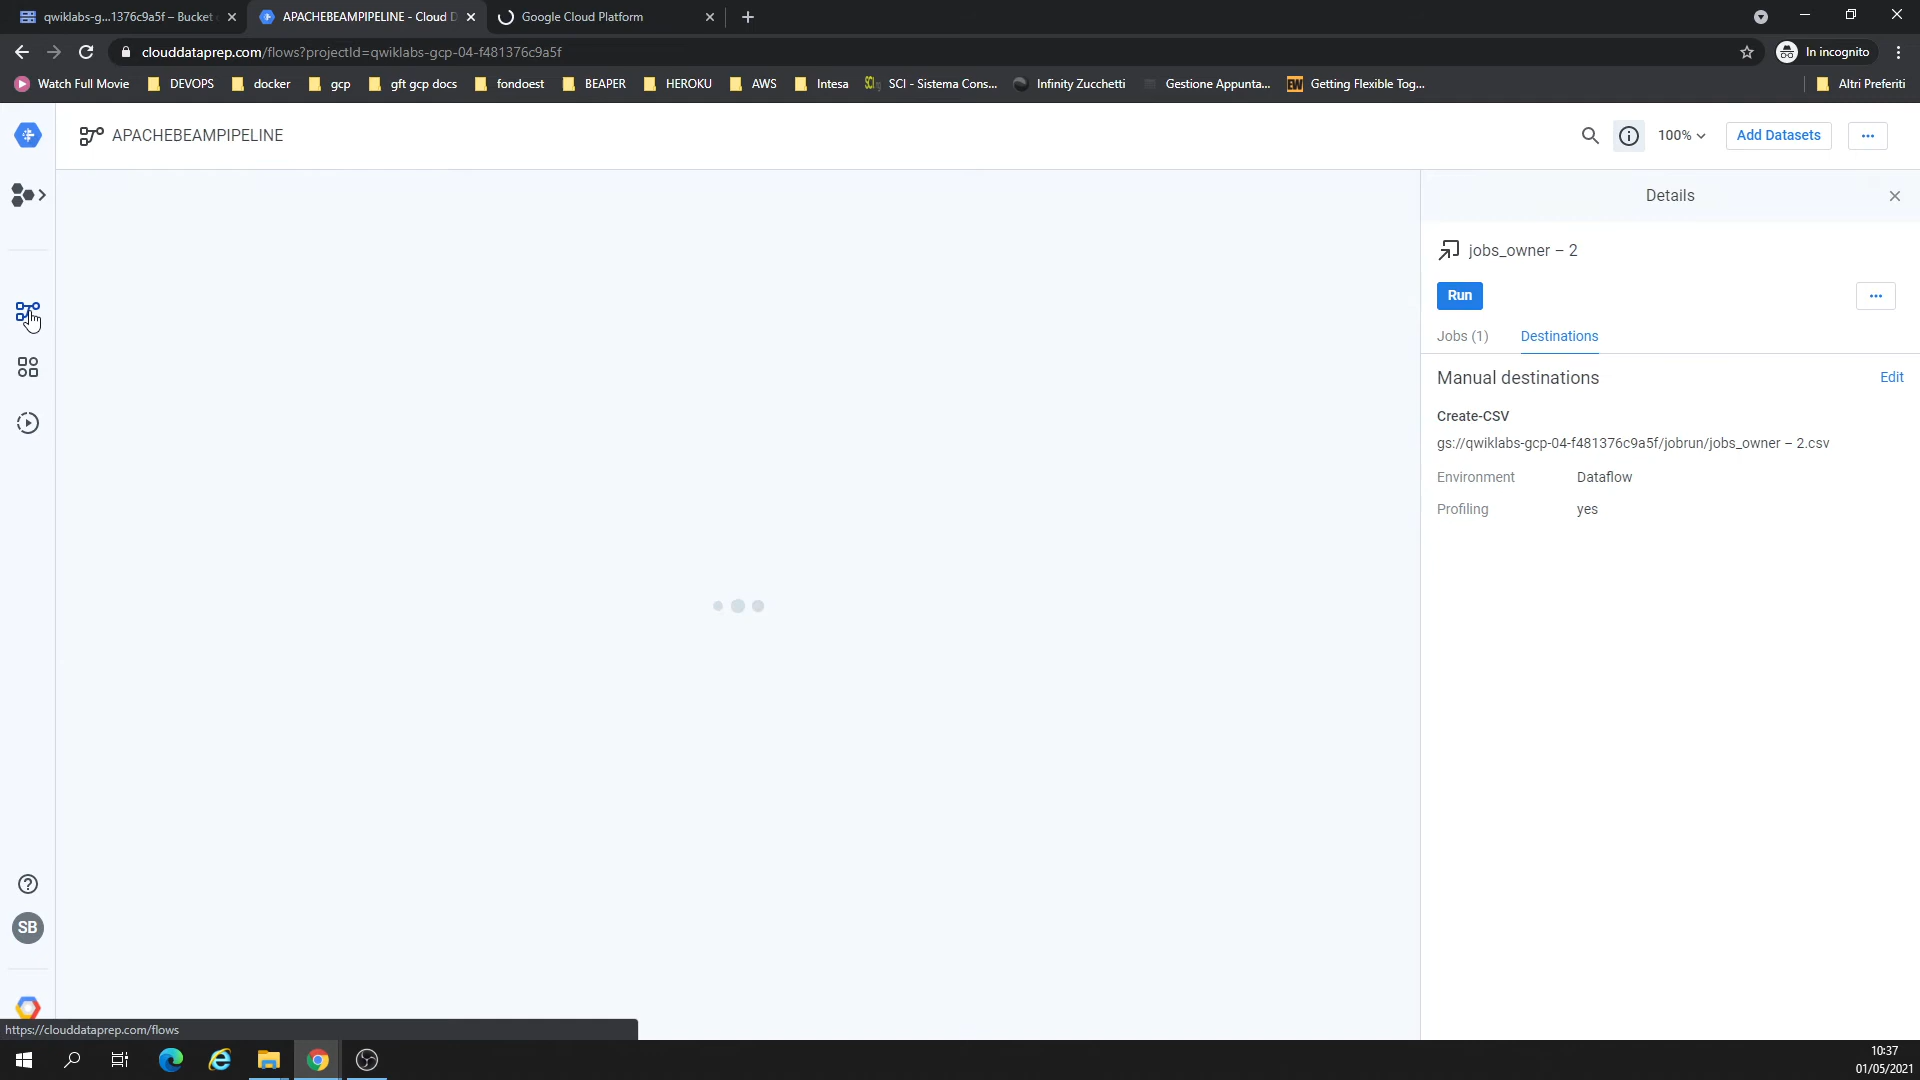 qwiklabs-g...1376c9a5f – Bucket
APACHEBEAMPIPELINE - Cloud D
Google Cloud Platform
clouddataprep.com/flows?projectId=qwiklabs-gcp-04-f481376c9a5f
In incognito
Watch Full Movie
DEVOPS
docker
gcp
gft gcp docs
fondoest
BEAPER
HEROKU
AWS
Intesa
SCI - Sistema Cons...
Infinity Zucchetti
Gestione Appunta...
EW
Getting Flexible Tog...
Altri Preferiti
APACHEBEAMPIPELINE
100%
Add Datasets
Details
jobs_owner – 2
Run
Jobs (1)
Destinations
Manual destinations
Edit
Create-CSV
gs://qwiklabs-gcp-04-f481376c9a5f/jobrun/jobs_owner – 2.csv
Environment
Dataflow
Profiling
yes
SB
https://clouddataprep.com/flows
10:37
01/05/2021